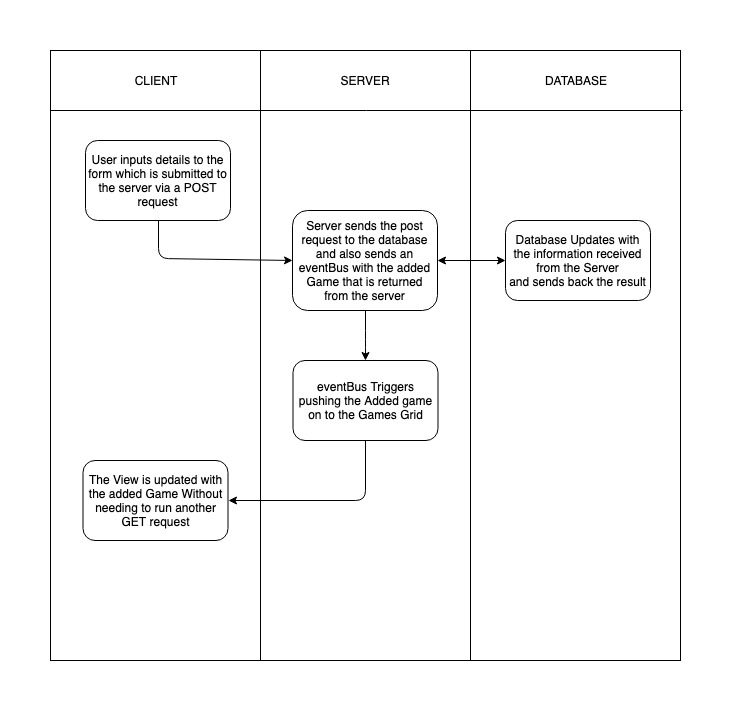 CLIENT
SERVER
DATABASE
User inputs details to the
form which is submitted to
the server via a POST
request
Server sends the post
request to the database
and also sends an
eventBus with the added
Game that is returned
from the server
Database Updates with
the information received
from the Server
and sends back the result
eventBus Triggers
pushing the Added game
on to the Games Grid
The View is updated with
the added Game Without
needing to run another
GET request